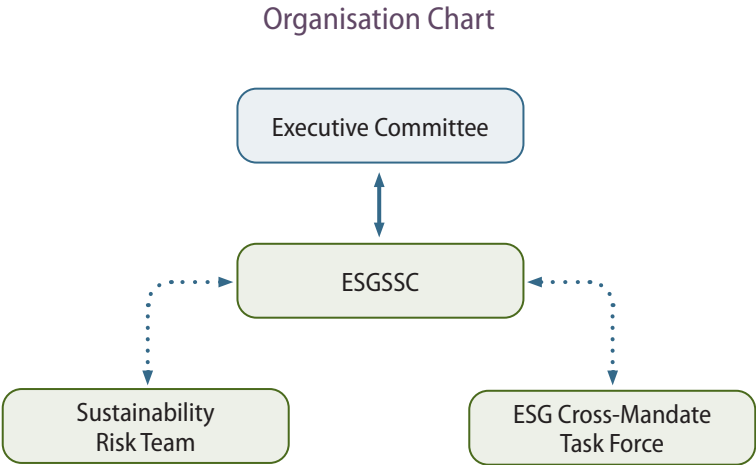 Organisation Chart
Executive Committee
ESGSSC
Sustainability
Risk Team
ESG Cross-Mandate
Task Force